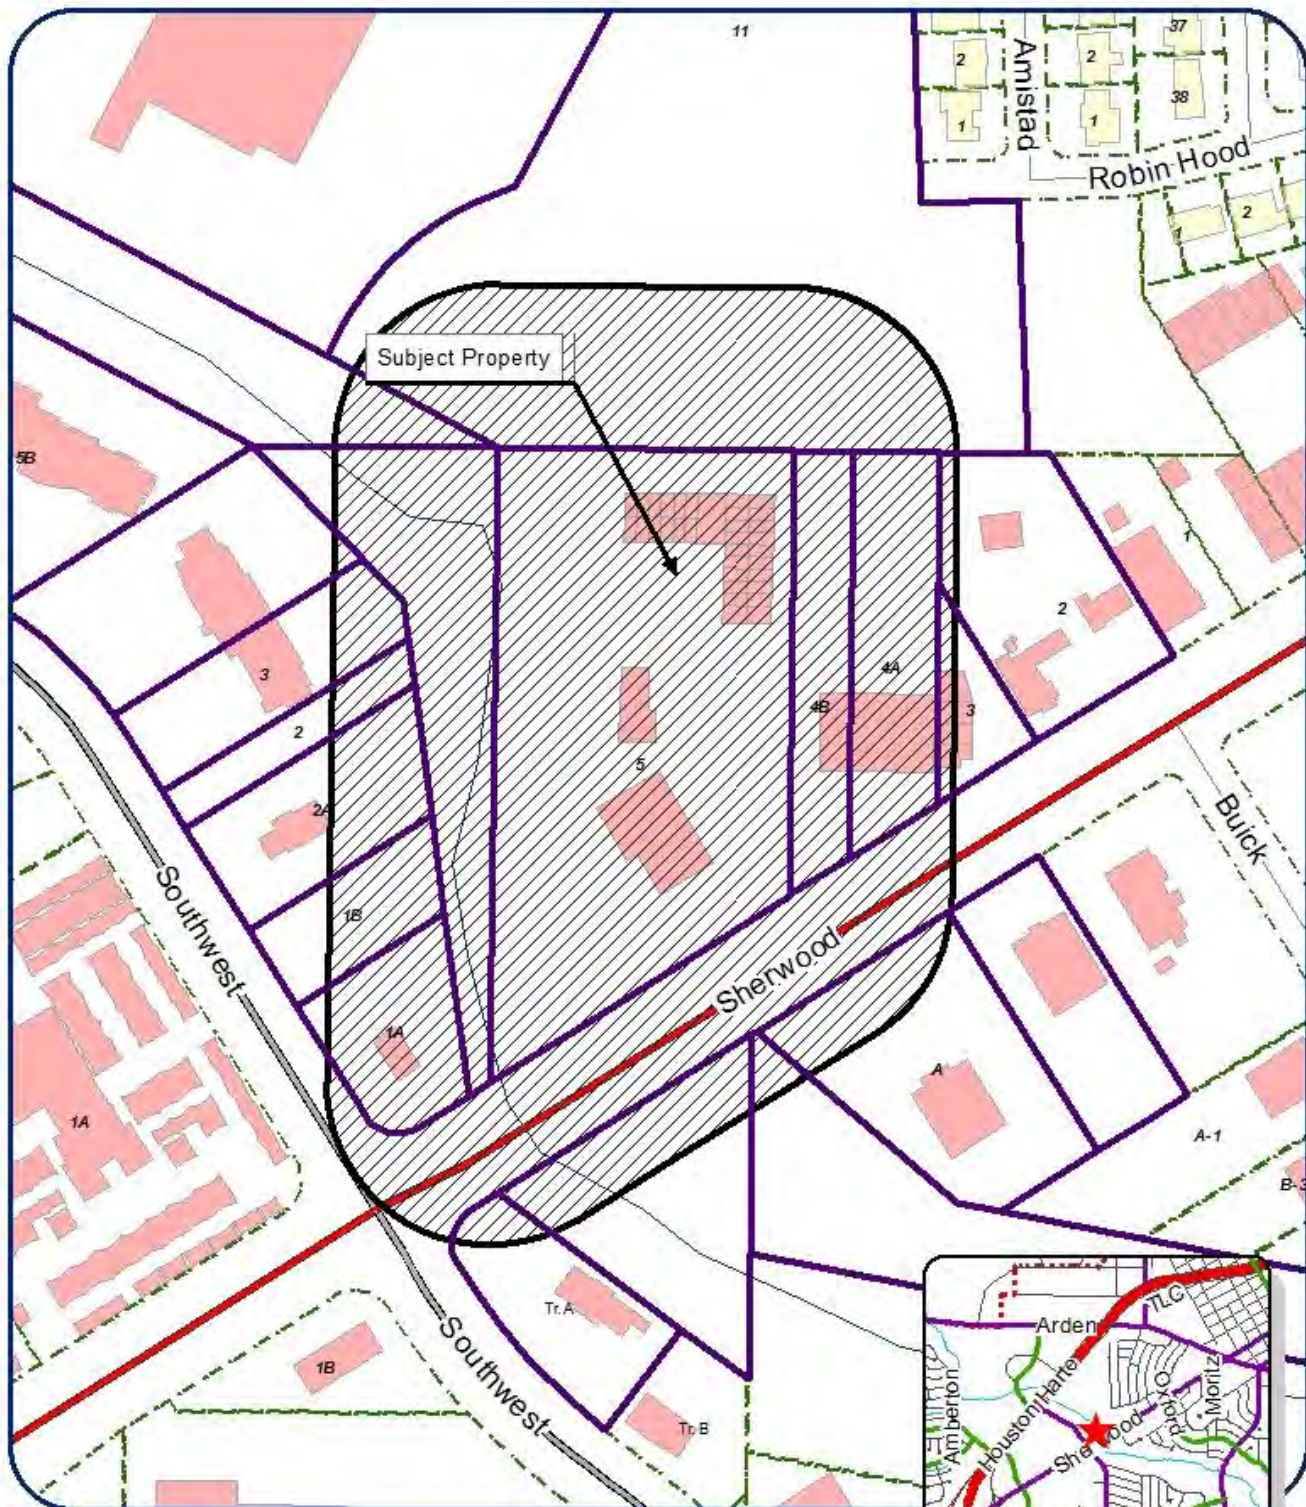 11
37
2
2
38
1
1
Amistad
Robin Hood
1
2
Subject Property
5B
1
2
3
4A
4B
3
2
5
2A
Buick
Southwest
1B
Sherwood
1A
A
1A
A-1
B-3
Tr. A
Southwest
1B
Tr. B
TLC
Arden
Houston Harte
Amberton
Oxford
Moritz
Sherwood